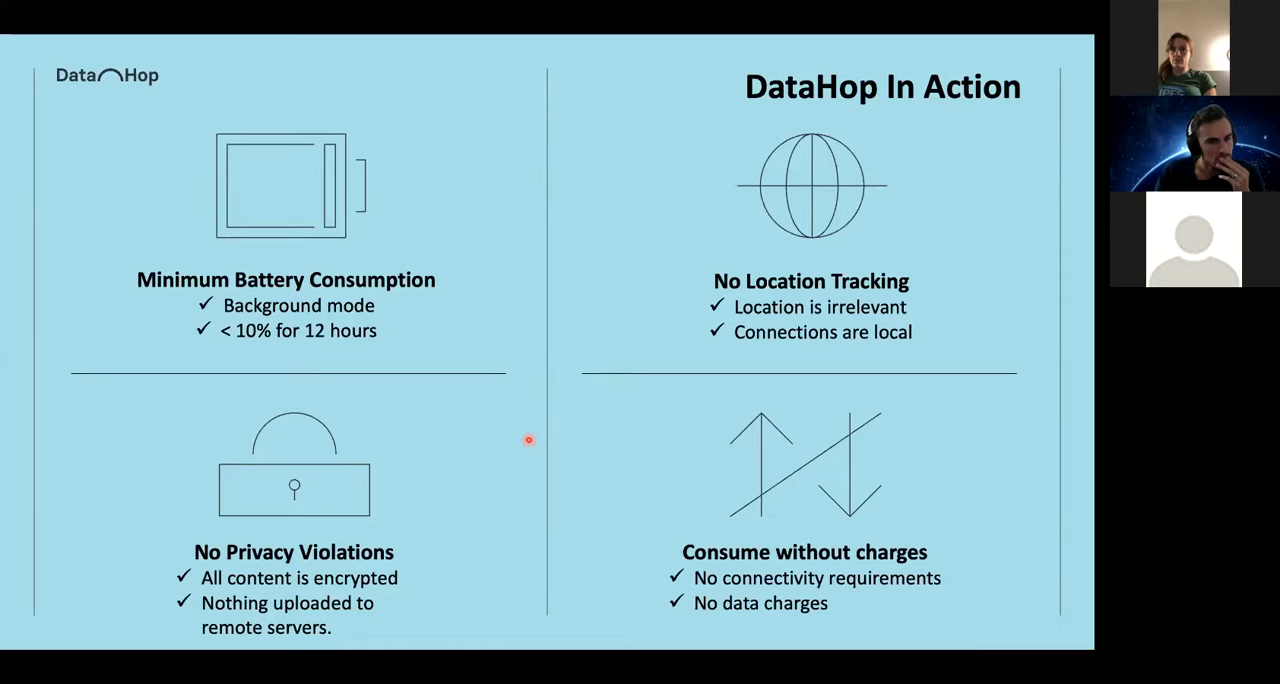 Data Hop
DataHop In Action
Minimum Battery Consumption
✓ Background mode
✓ < 10% for 12 hours
No Location Tracking
✓ Location is irrelevant
✓ Connections are local
No Privacy Violations
✓ All content is encrypted
✓ Nothing uploaded to
remote servers.
Consume without charges
✓ No connectivity requirements
✓ No data charges